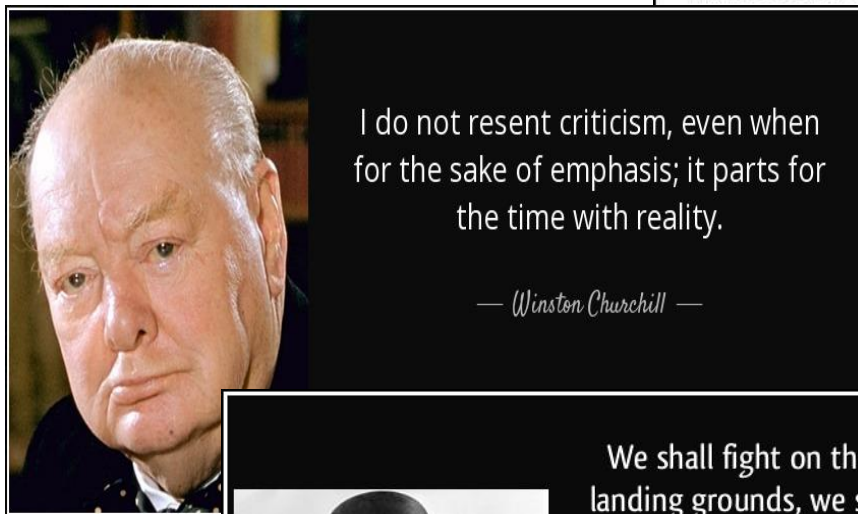 I do not resent criticism, even when
for the sake of emphasis; it parts for
the time with reality.
— Winston Churchill —
We shall fight on th
landing grounds, we s